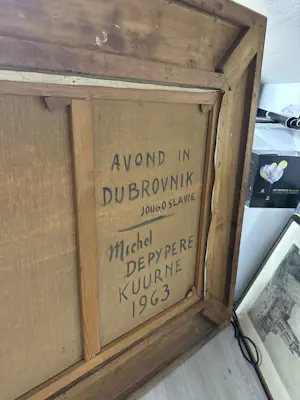 AVOND IN
DUBROVNIK
JOUGOSLAVIE
Michel
DEPYPERE
KUURNE
1963